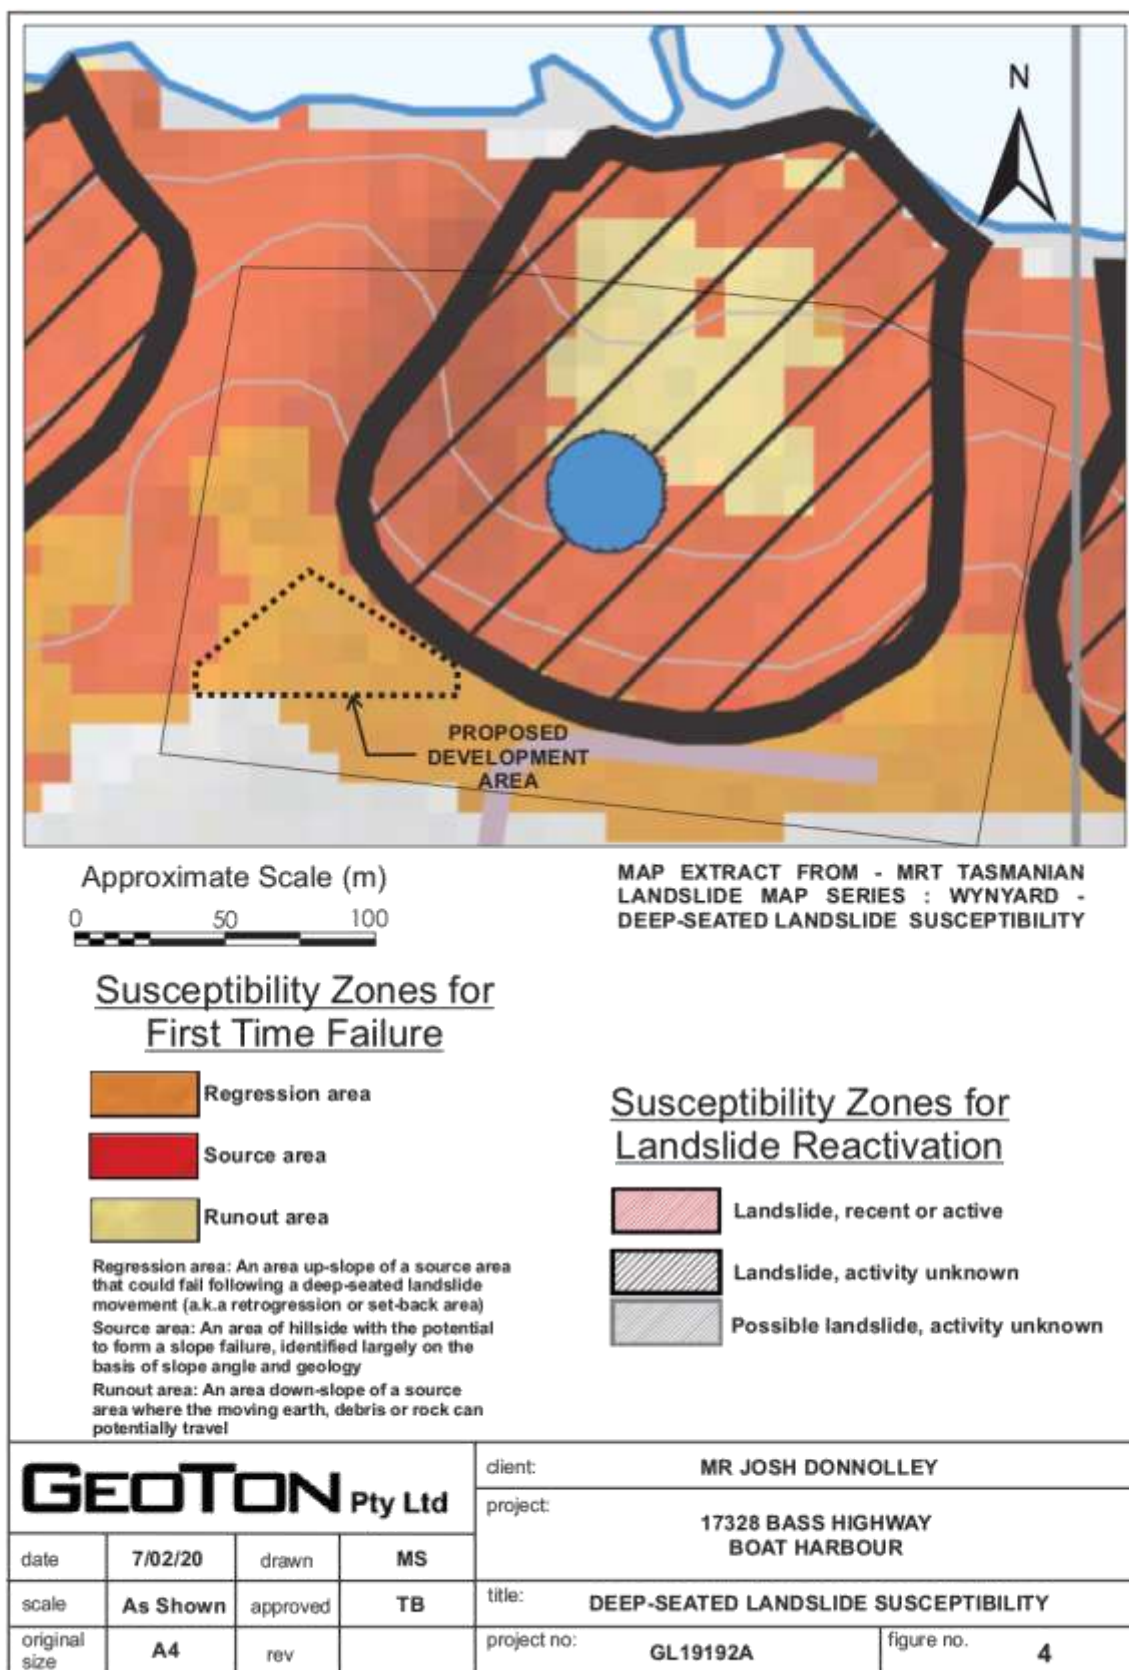 N
PROPOSED
DEVELOPMENT
AREA
Approximate Scale (m)
0 50 100
MAP EXTRACT FROM - MRT TASMANIAN
LANDSLIDE MAP SERIES : WYNYARD -
DEEP-SEATED LANDSLIDE SUSCEPTIBILITY
Susceptibility Zones for
First Time Failure
Regression area
Source area
Runout area
Regression area: An area up-slope of a source area
that could fail following a deep-seated landslide
movement (a.k.a retrogression or set-back area)
Source area: An area of hillside with the potential
to form a slope failure, identified largely on the
basis of slope angle and geology
Runout area: An area down-slope of a source
area where the moving earth, debris or rock can
potentially travel
Susceptibility Zones for
Landslide Reactivation
Landslide, recent or active
Landslide, activity unknown
Possible landslide, activity unknown
GEOTON Pty Ltd
client: MR JOSH DONNOLLEY
project: 17328 BASS HIGHWAY
BOAT HARBOUR
date 7/02/20 drawn MS
scale As Shown approved TB
title: DEEP-SEATED LANDSLIDE SUSCEPTIBILITY
original
size A4 rev
project no: GL19192A figure no. 4